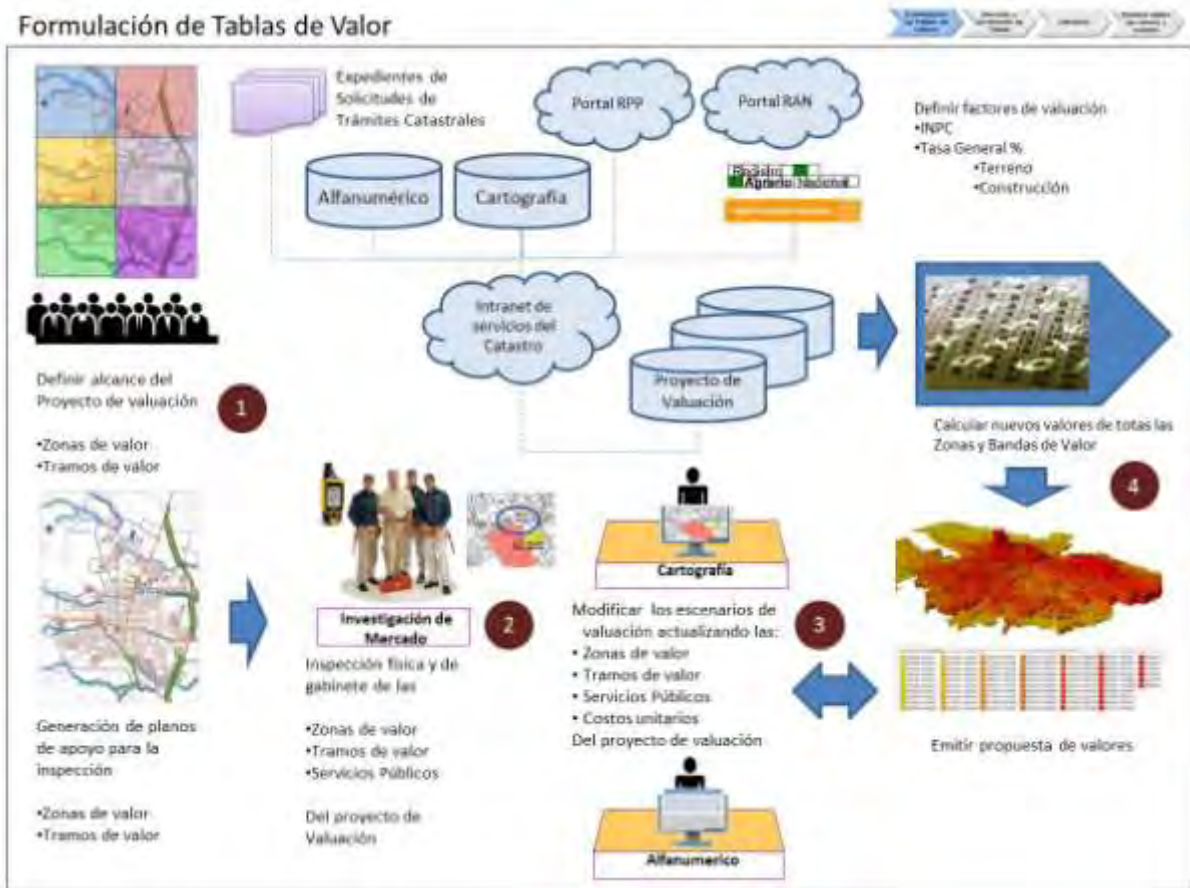 Formulación de Tablas de Valor
Expedientes de
Solicitudes de
Trámites Catastrales
Portal RPP
Portal RAN
Alfanumérico
Cartografía
Agrario Nacional
Definir factores de valuación
•INPC
•Tasa General %
•Terreno
•Construcción
Intranet de
servicios del
Catastro
Proyecto de
Valuación
Definir alcance del
Proyecto de valuación
•Zonas de valor
•Tramos de valor
1
Calcular nuevos valores de totas las
Zonas y Bandas de Valor
4
Generación de planos
de apoyo para la
inspección
•Zonas de valor
•Tramos de valor
Investigación de
Mercado
2
Inspección física y de
gabinete de las
•Zonas de valor
•Tramos de valor
•Servicios Públicos
Del proyecto de
Valuación
Cartografía
Modificar los escenarios de
valuación actualizando las:
• Zonas de valor
• Tramos de valor
• Servicios Públicos
• Costos unitarios
Del proyecto de valuación
3
Alfanumerico
Emitir propuesta de valores